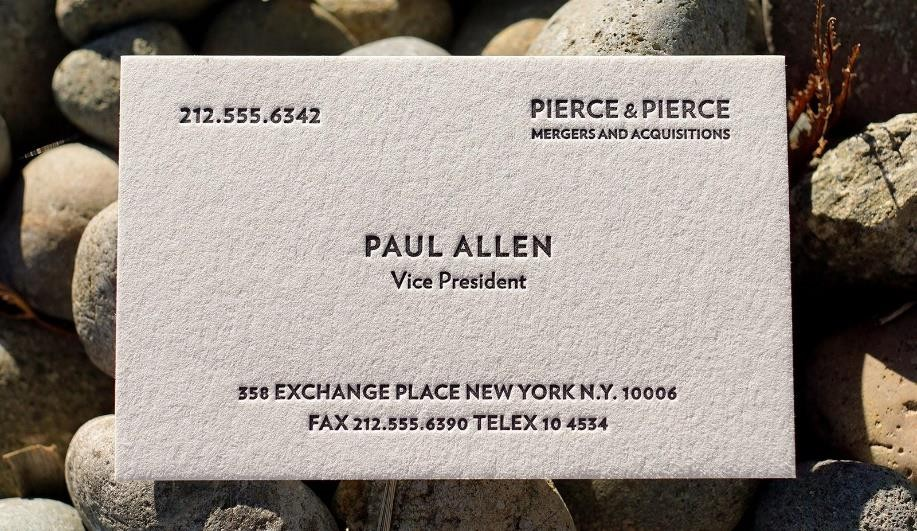 212.555.6342
PIERCE & PIERCE
MERGERS AND ACQUISITIONS
PAUL ALLEN
Vice President
358 EXCHANGE PLACE NEW YORK N.Y. 10006
FAX 212.555.6390 TELEX 10 4534